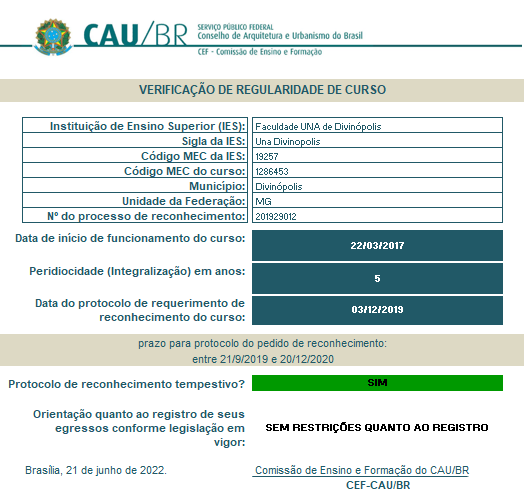 CAU/BR
SERVIÇO PÚBLICO FEDERAL
Conselho de Arquitetura e Urbanismo do Brasil
CEF - Comissão de Ensino e Formação
VERIFICAÇÃO DE REGULARIDADE DE CURSO
Instituição de Ensino Superior (IES): Faculdade UNA de Divinópolis
Sigla da IES: Una Divinopolis
Código MEC da IES: 19257
Código MEC do curso: 1286453
Município: Divinópolis
Unidade da Federação: MG
Nº do processo de reconhecimento: 201929012
Data de início de funcionamento do curso: 22/03/2017
Peridiocidade (Integralização) em anos: 5
Data do protocolo de requerimento de
reconhecimento do curso: 03/12/2019
prazo para protocolo do pedido de reconhecimento:
entre 21/9/2019 e 20/12/2020
Protocolo de reconhecimento tempestivo? SIM
Orientação quanto ao registro de seus
egressos conforme legislação em
vigor:
SEM RESTRIÇÕES QUANTO AO REGISTRO
Brasília, 21 de junho de 2022.
Comissão de Ensino e Formação do CAU/BR
CEF-CAU/BR